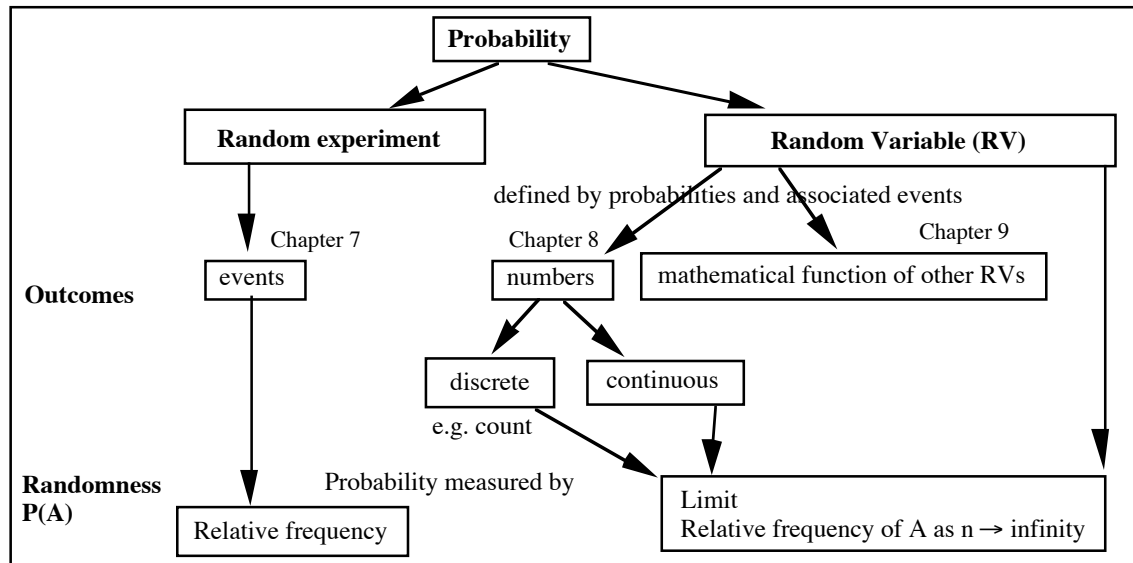 Probability
Random experiment
Random Variable (RV)
defined by probabilities and associated events
Chapter 7
Chapter 8
Chapter 9
events
numbers
mathematical function of other RVs
Outcomes
discrete
continuous
e.g. count
Randomness
P(A)
Probability measured by
Relative frequency
Limit
Relative frequency of A as n → infinity